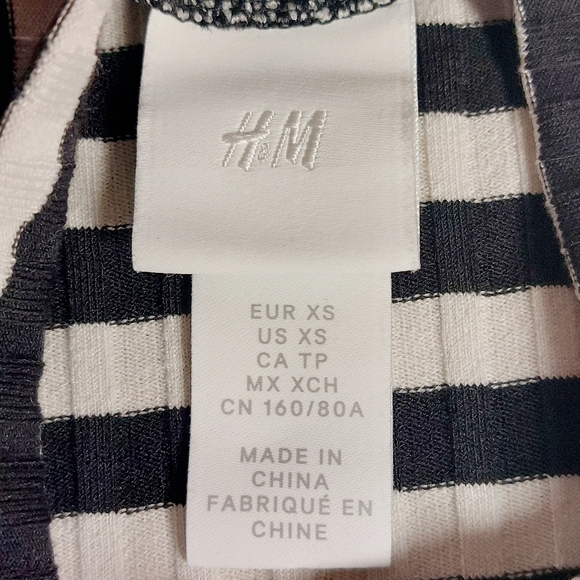 H&M
EUR XS
US XS
CA TP
MX XCH
CN 160/80A
MADE IN
CHINA
FABRIQUÉ EN
CHINE